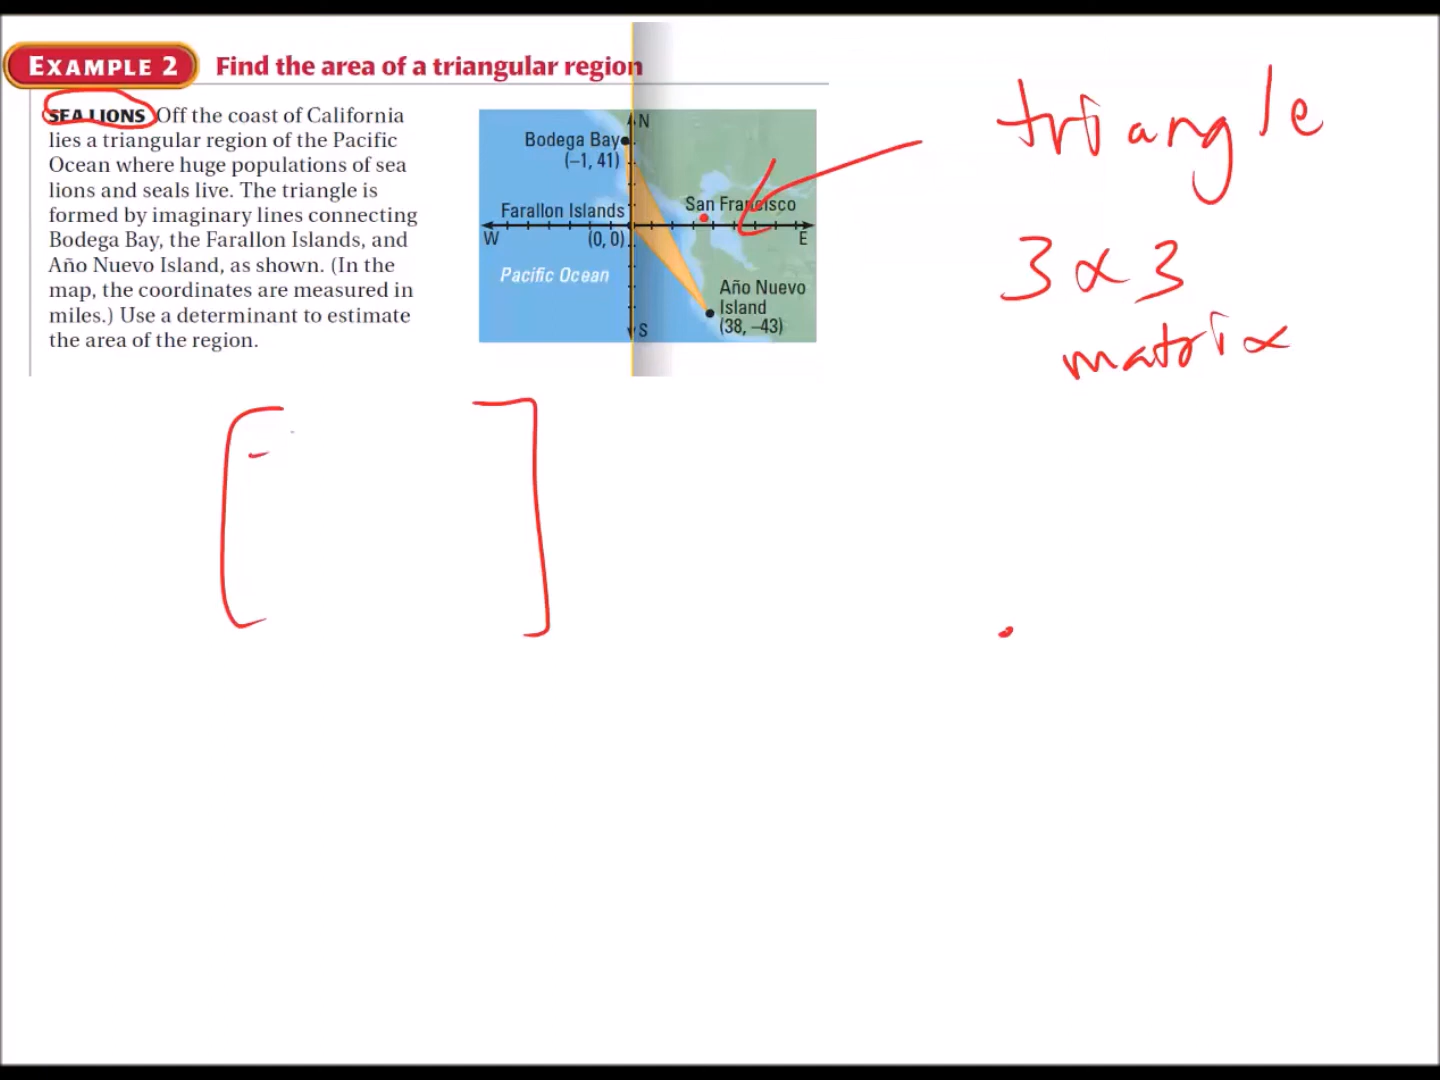 EXAMPLE 2 Find the area of a triangular region
SEA LIONS Off the coast of California
lies a triangular region of the Pacific
Ocean where huge populations of sea
lions and seals live. The triangle is
formed by imaginary lines connecting
Bodega Bay, the Farallon Islands, and
Año Nuevo Island, as shown. (In the
map, the coordinates are measured in
miles.) Use a determinant to estimate
the area of the region.
N
Bodega Bay
(–1, 41)
San Francisco
Farallon Islands
W
(0, 0)
E
Pacific Ocean
Año Nuevo
Island
(38, –43)
S
triangle
3 x 3
matrix
[ - ]